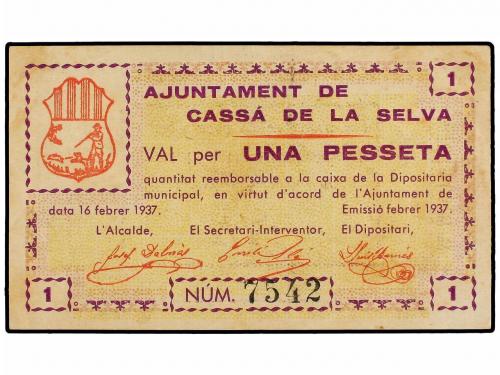 1
AJUNTAMENT DE
CASSÁ DE LA SELVA
1
VAL per UNA PESSETA
quantitat reemborsable a la caixa de la Dipositaria
municipal, en virtut d'acord de l'Ajuntament de
data 16 febrer 1937. Emissió febrer 1937.
L'Alcalde, El Secretari-Interventor, El Dipositari,
1
NÚM. 7542
1